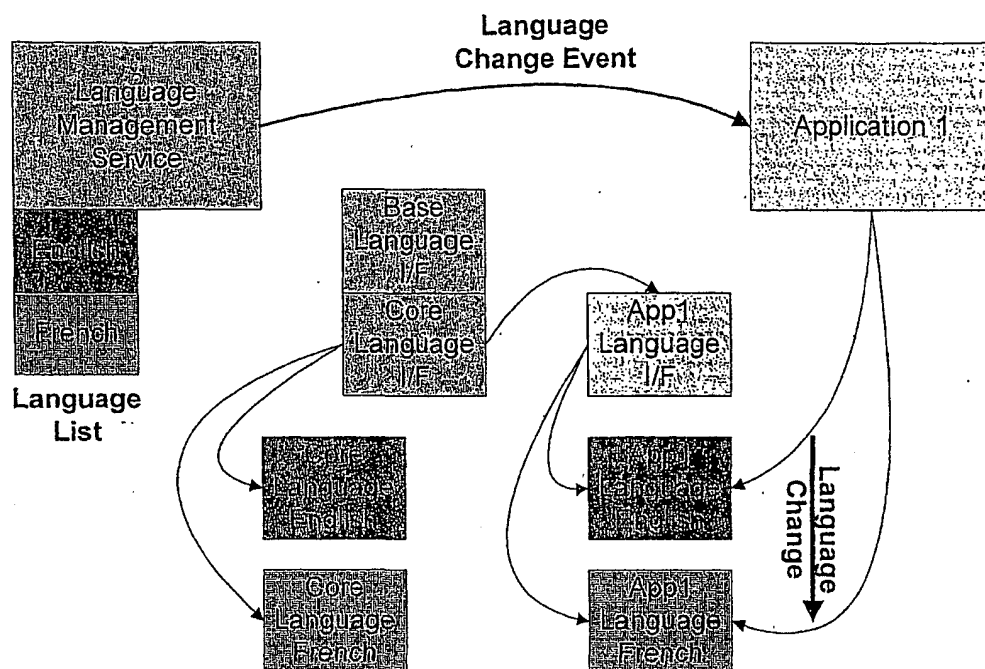 Language
Change Event
Language
Management
Service
Application 1
English
French
Language
List
Base
Language
I/F
Core
Language
I/F
App1
Language
I/F
Core
Language
English
App1
Language
English
Language
Change
Core
Language
French
App1
Language
French